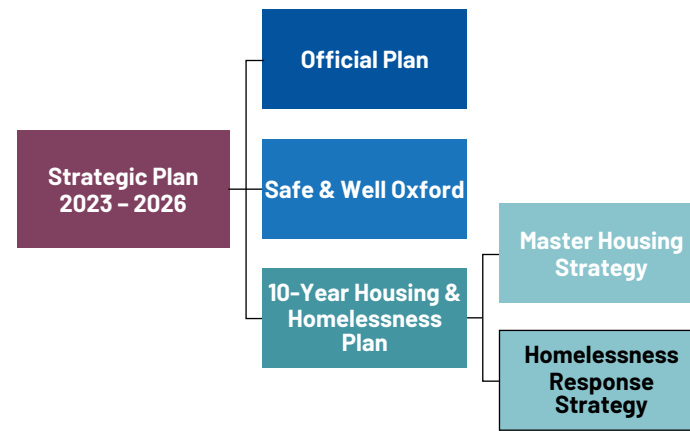 Official Plan
Strategic Plan
2023 – 2026
Safe & Well Oxford
10-Year Housing &
Homelessness
Plan
Master Housing
Strategy
Homelessness
Response
Strategy